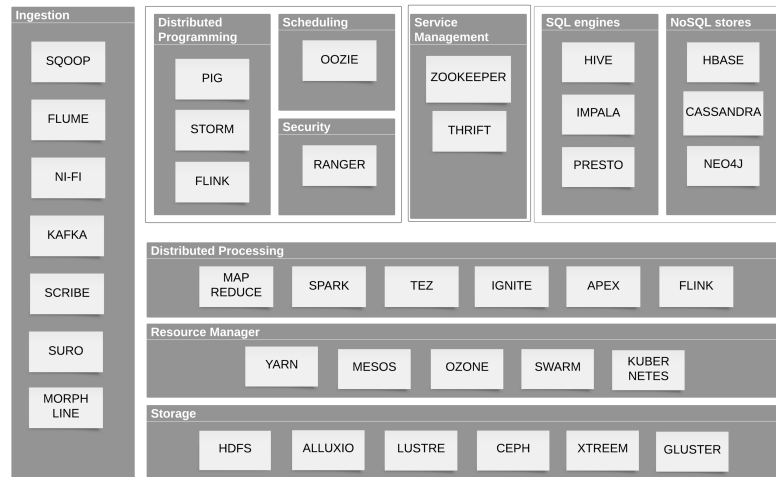 Ingestion
SQOOP
FLUME
NI-FI
KAFKA
SCRIBE
SURO
MORPH
LINE
Distributed
Programming
PIG
STORM
FLINK
Scheduling
OOZIE
Security
RANGER
Service
Management
ZOOKEEPER
THRIFT
SQL engines
HIVE
IMPALA
PRESTO
NoSQL stores
HBASE
CASSANDRA
NEO4J
Distributed Processing
MAP
REDUCE
SPARK
TEZ
IGNITE
APEX
FLINK
Resource Manager
YARN
MESOS
OZONE
SWARM
KUBER
NETES
Storage
HDFS
ALLUXIO
LUSTRE
CEPH
XTREEM
GLUSTER